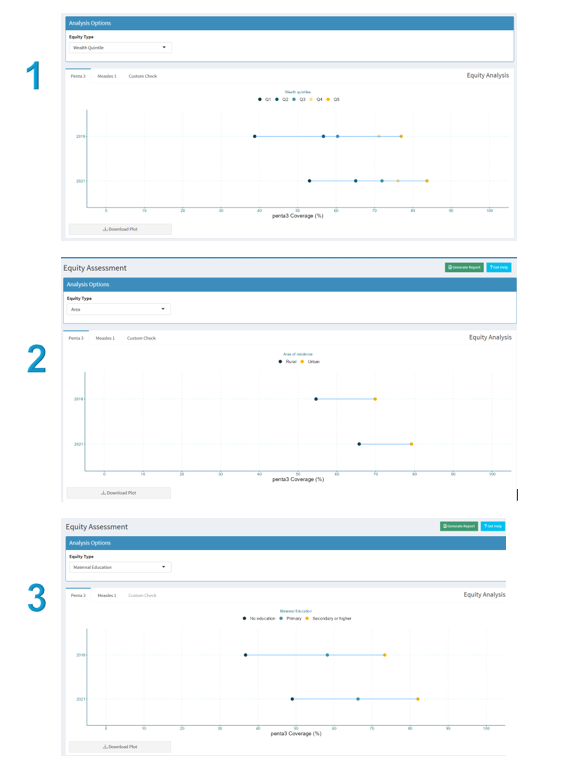 1
Analysis Options
Equity Type
Wealth Quintile
Penta 3 Measles 1 Custom Check Equity Analysis
Wealth quintiles
Q1 Q2 Q3 Q4 Q5
2021
0 10 20 30 40 50 60 70 80 90 100
penta3 Coverage (%)
Download Plot
2
Equity Assessment Generate Report Get Help
Analysis Options
Equity Type
Area
Penta 3 Measles 1 Custom Check Equity Analysis
Area of residence
Rural Urban
2021
0 10 20 30 40 50 60 70 80 90 100
penta3 Coverage (%)
Download Plot
3
Equity Assessment Generate Report Get Help
Analysis Options
Equity Type
Maternal Education
Penta 3 Measles 1 Custom Check Equity Analysis
Maternal Education
No education Primary Secondary or higher
2021
0 10 20 30 40 50 60 70 80 90 100
penta3 Coverage (%)
Download Plot